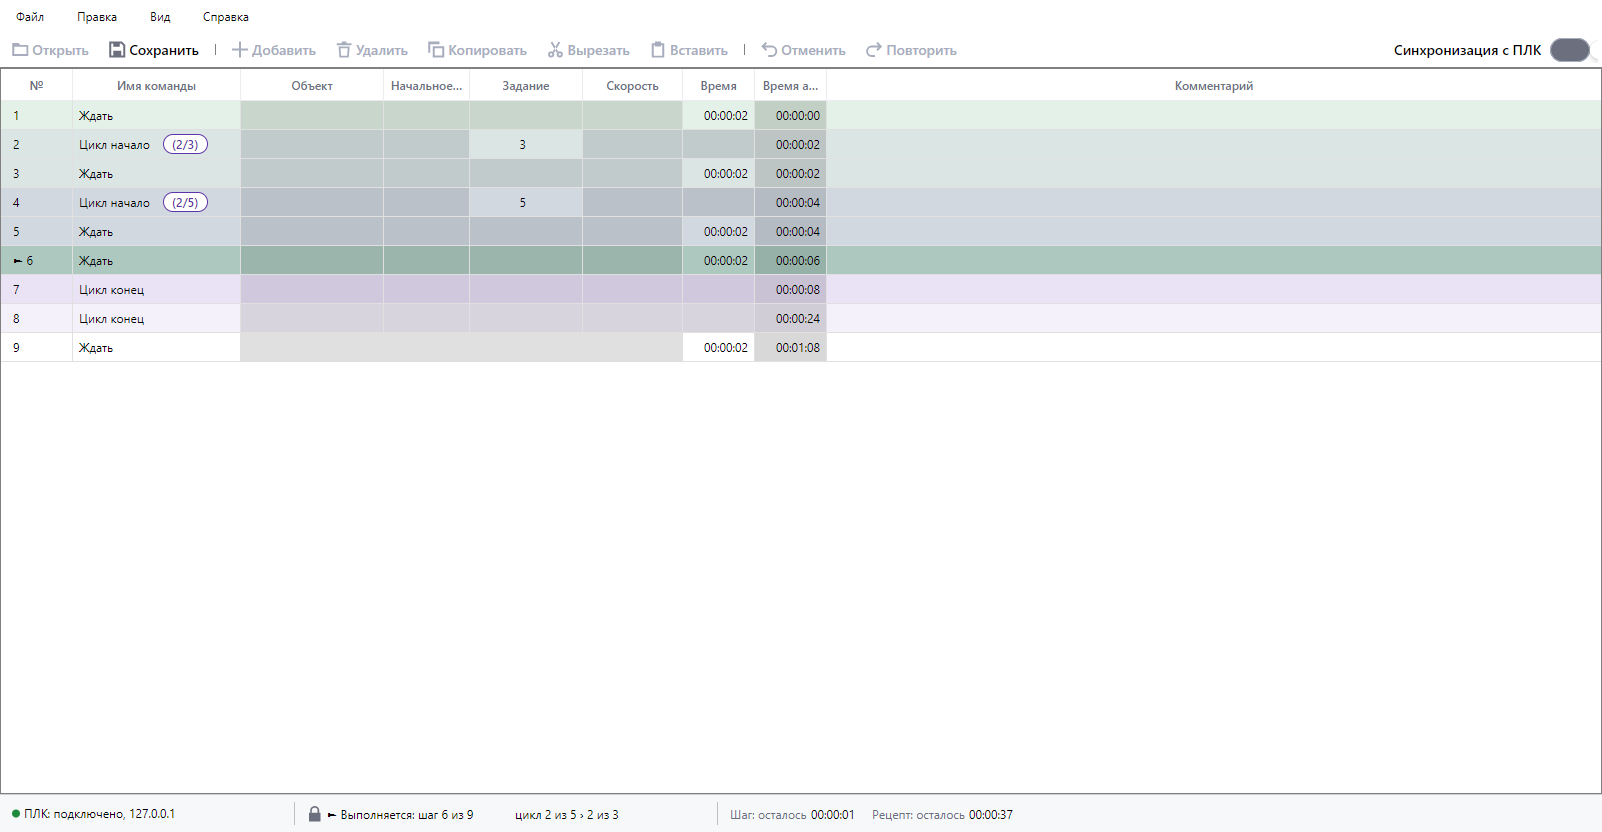 Файл Правка Вид Справка
Открыть Сохранить | Добавить Удалить Копировать Вырезать Вставить | Отменить Повторить Синхронизация с ПЛК
№ Имя команды Объект Начальное... Задание Скорость Время Время а... Комментарий
1 Ждать 00:00:02 00:00:00
2 Цикл начало (2/3) 3 00:00:02
3 Ждать 00:00:02 00:00:02
4 Цикл начало (2/5) 5 00:00:04
5 Ждать 00:00:02 00:00:04
6 Ждать 00:00:02 00:00:06
7 Цикл конец 00:00:08
8 Цикл конец 00:00:24
9 Ждать 00:00:02 00:01:08
ПЛК: подключено, 127.0.0.1 Выполняется: шаг 6 из 9 цикл 2 из 5 › 2 из 3 Шаг: осталось 00:00:01 Рецепт: осталось 00:00:37